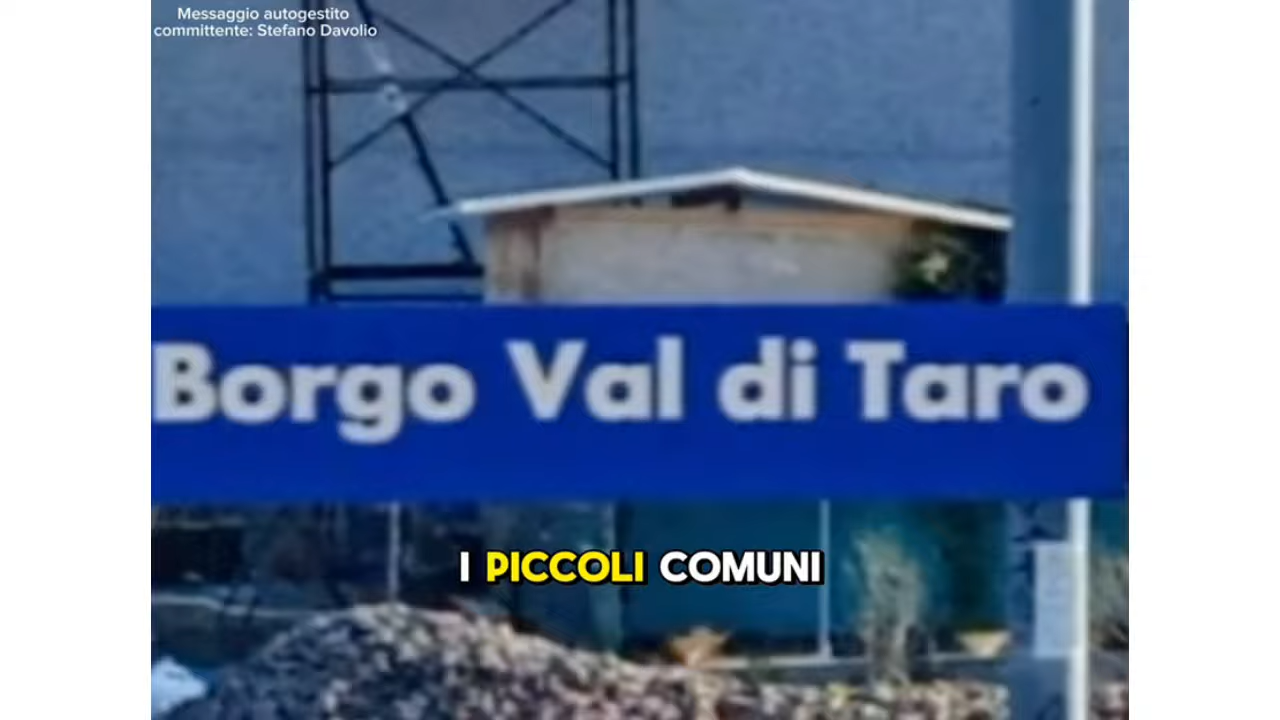 Messaggio autogestito
committente: Stefano Davolio
Borgo Val di Taro
I PICCOLI COMUNI